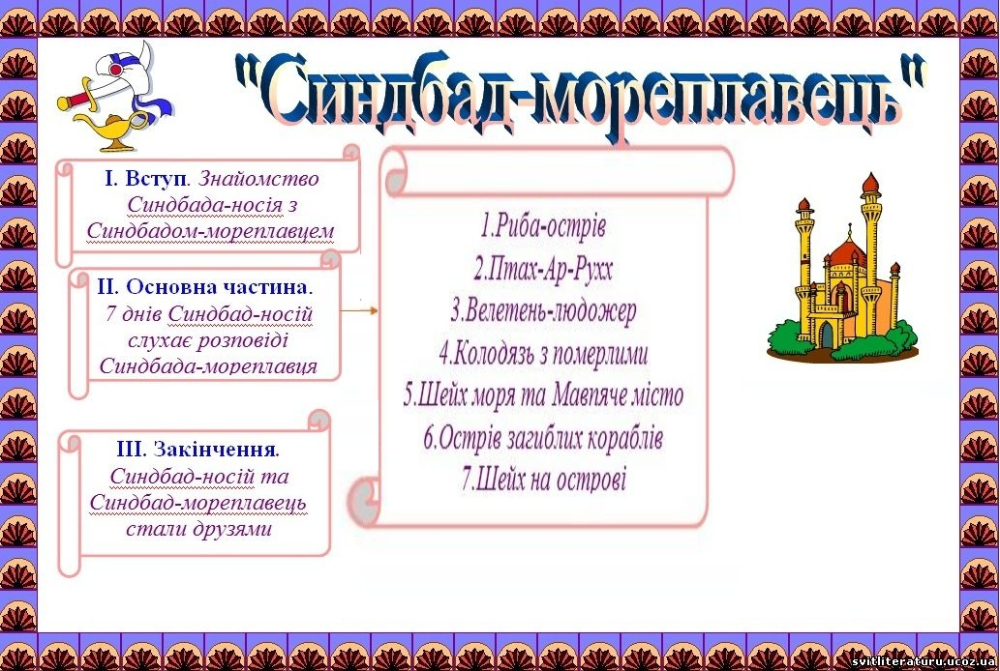 "Синдбад-мореплавець"
I. Вступ. Знайомство
Синдбада-носія з
Синдбадом-мореплавцем
II. Основна частина.
7 днів Синдбад-носій
слухає розповіді
Синдбада-мореплавця
III. Закінчення.
Синдбад-носій та
Синдбад-мореплавець
стали друзями
1.Риба-острів
2.Птах-Ар-Рухх
3.Велетень-людожер
4.Колодязь з померлими
5.Шейх моря та Мавпяче місто
6.Острів загиблих кораблів
7.Шейх на острові
svitliteraturu.ucoz.ua